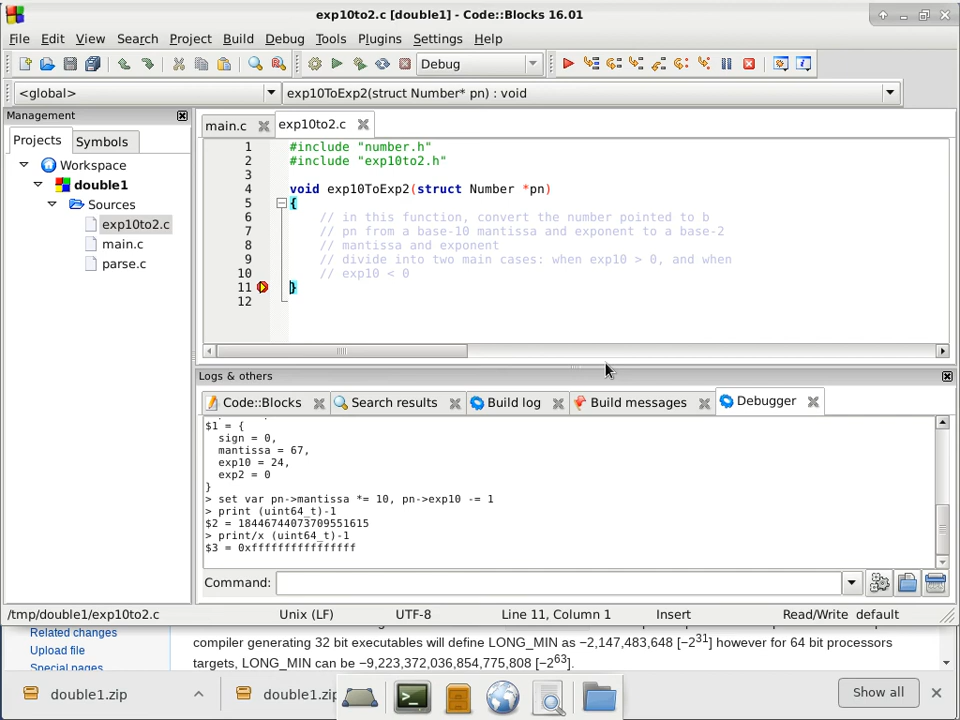 exp10to2.c [double1] - Code::Blocks 16.01
File Edit View Search Project Build Debug Tools Plugins Settings Help
Debug
<global> exp10ToExp2(struct Number* pn) : void
Management
Projects Symbols
Workspace
double1
Sources
exp10to2.c
main.c
parse.c
main.c exp10to2.c
1 #include "number.h"
2 #include "exp10to2.h"
3
4 void exp10ToExp2(struct Number *pn)
5 {
6 // in this function, convert the number pointed to b
7 // pn from a base-10 mantissa and exponent to a base-2
8 // mantissa and exponent
9 // divide into two main cases: when exp10 > 0, and when
10 // exp10 < 0
11 }
12
Logs & others
Code::Blocks Search results Build log Build messages Debugger
$1 = {
sign = 0,
mantissa = 67,
exp10 = 24,
exp2 = 0
}
> set var pn->mantissa *= 10, pn->exp10 -= 1
> print (uint64_t)-1
$2 = 18446744073709551615
> print/x (uint64_t)-1
$3 = 0xffffffffffffffff
Command:
/tmp/double1/exp10to2.c Unix (LF) UTF-8 Line 11, Column 1 Insert Read/Write default
Related changes
Upload file
Special pages
compiler generating 32 bit executables will define LONG_MIN as −2,147,483,648 [−2³¹] however for 64 bit processors
targets, LONG_MIN can be −9,223,372,036,854,775,808 [−2⁶³].
double1.zip double1.zip Show all